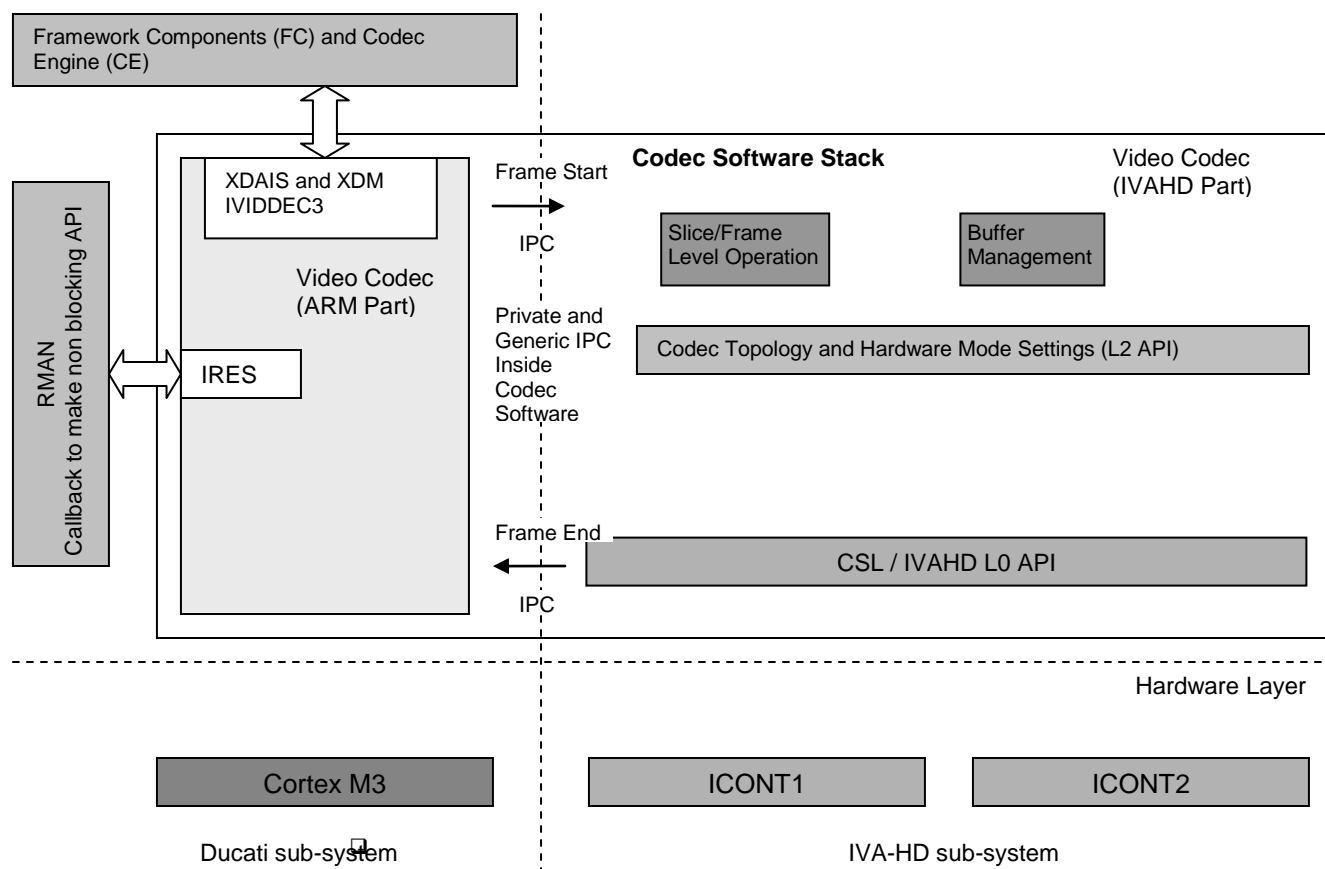 Framework Components (FC) and Codec
Engine (CE)
Codec Software Stack
Video Codec
(IVAHD Part)
XDAIS and XDM
IVIDDEC3
Frame Start
IPC
Slice/Frame
Level Operation
Buffer
Management
Video Codec
(ARM Part)
RMAN
Callback to make non blocking API
IRES
Private and
Generic IPC
Inside
Codec
Software
Codec Topology and Hardware Mode Settings (L2 API)
Frame End
IPC
CSL / IVAHD L0 API
Hardware Layer
Cortex M3
ICONT1
ICONT2
Ducati sub-system
IVA-HD sub-system